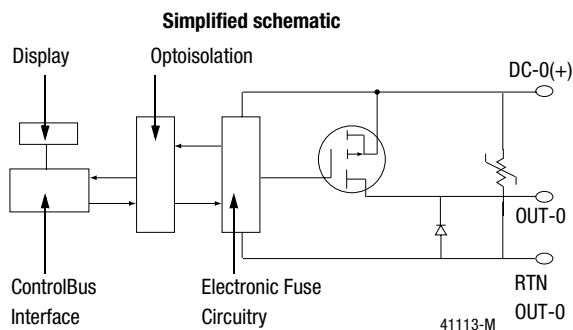 Simplified schematic
Display
Optoisolation
DC-0(+)
OUT-0
ControlBus
Interface
Electronic Fuse
Circuitry
RTN
OUT-0
41113-M